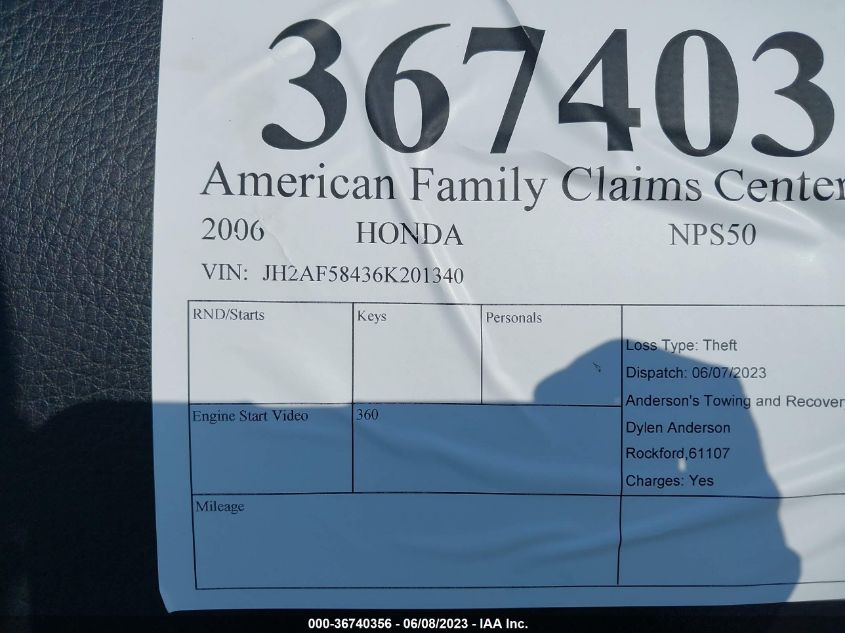 367403
American Family Claims Center
2006 HONDA NPS50
VIN: JH2AF58436K201340
RND/Starts Keys Personals
Loss Type: Theft
Dispatch: 06/07/2023
Anderson's Towing and Recover
Dylen Anderson
Rockford,61107
Charges: Yes
Engine Start Video 360
Mileage
000-36740356 - 06/08/2023 - IAA Inc.